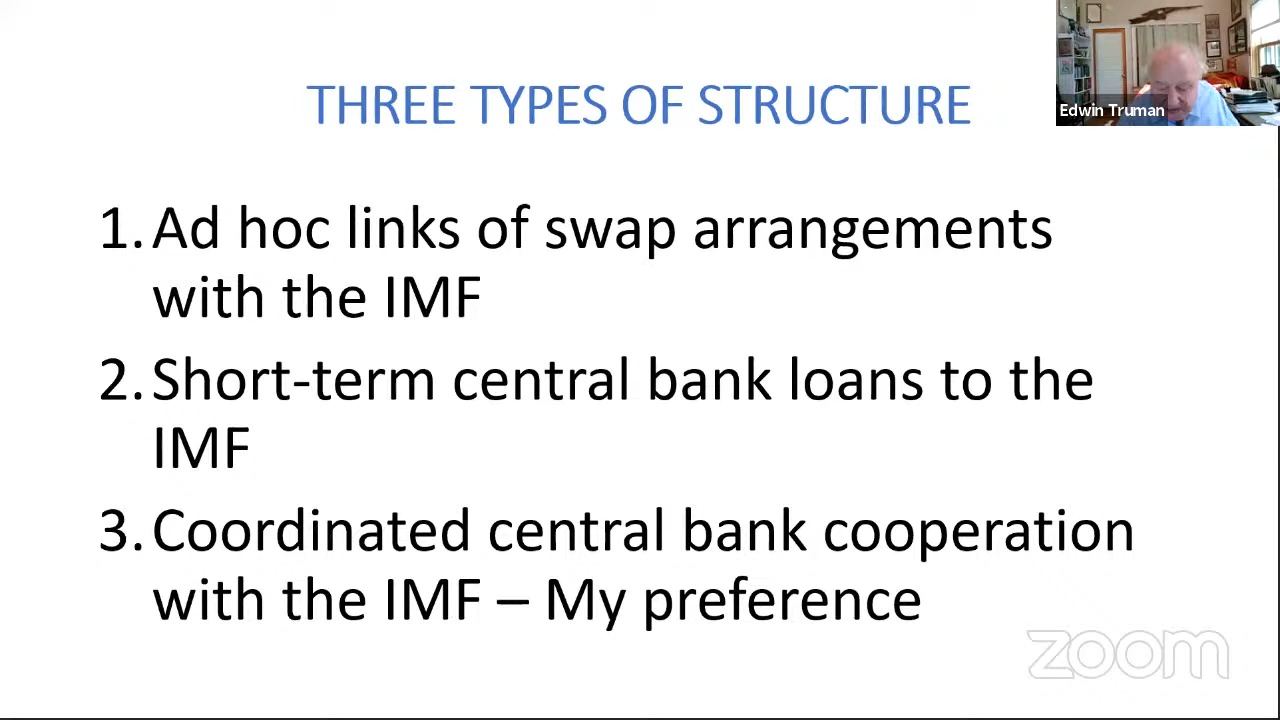 THREE TYPES OF STRUCTURE
Edwin Truman
1. Ad hoc links of swap arrangements
with the IMF
2. Short-term central bank loans to the
IMF
3. Coordinated central bank cooperation
with the IMF – My preference
zoom